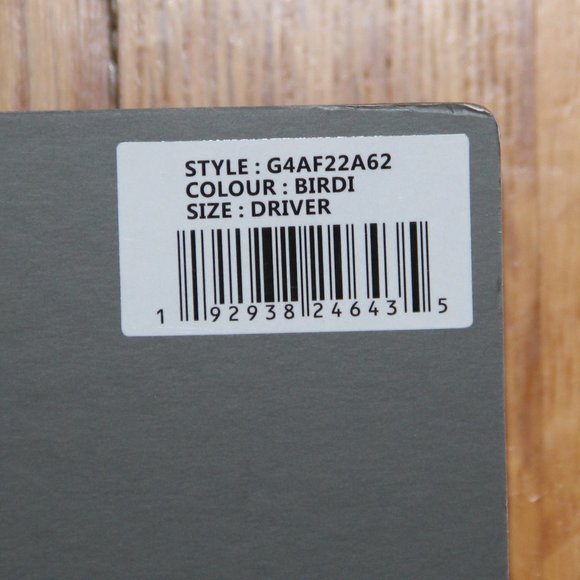 STYLE : G4AF22A62
COLOUR : BIRDI
SIZE : DRIVER
1 92938 24643 5